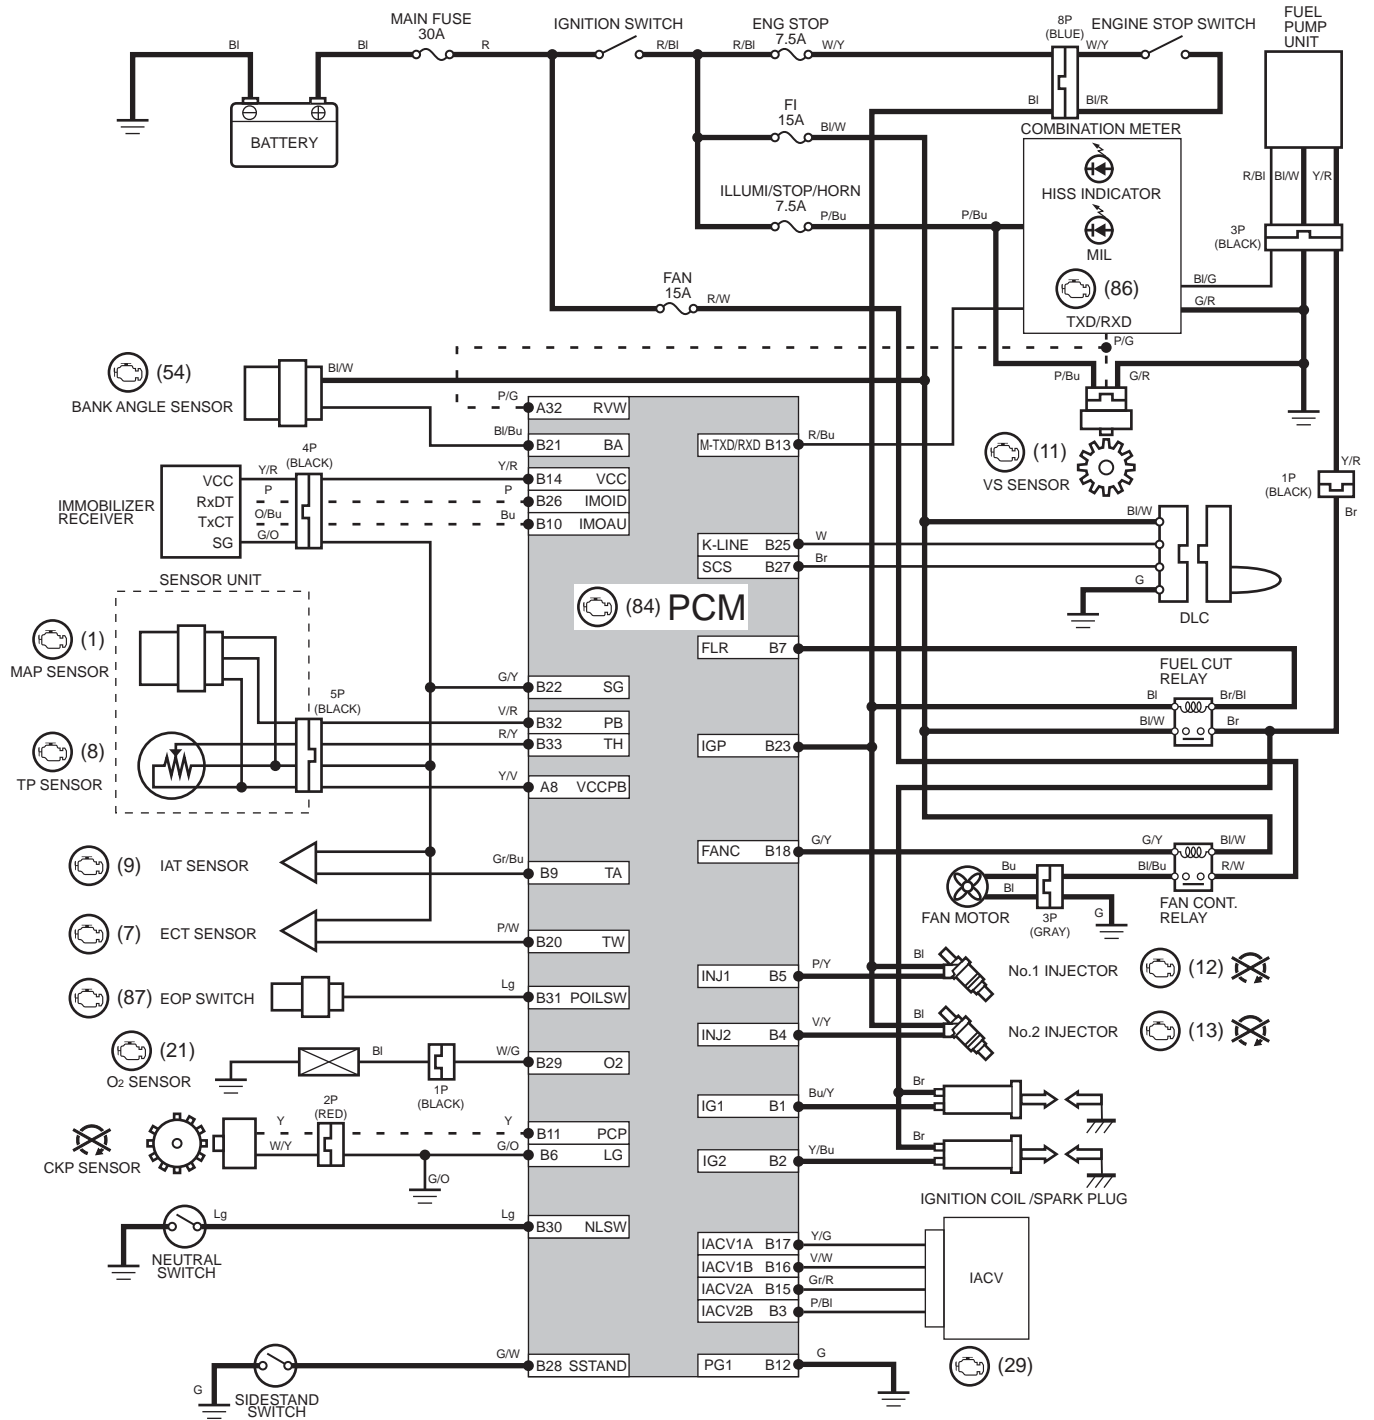 MAIN FUSE
30A
IGNITION SWITCH
ENG STOP
7.5A
8P
(BLUE)
ENGINE STOP SWITCH
FUEL
PUMP
UNIT
Bl
Bl
R
R/Bl
R/Bl
W/Y
W/Y
BATTERY
Bl
Bl/R
FI
15A
Bl/W
COMBINATION METER
HISS INDICATOR
R/Bl
Bl/W
Y/R
ILLUMI/STOP/HORN
7.5A
P/Bu
P/Bu
MIL
3P
(BLACK)
FAN
15A
R/W
(86)
Bl/G
G/R
TXD/RXD
P/G
(54)
BANK ANGLE SENSOR
Bl/W
P/Bu
G/R
P/G
A32 RVW
Bl/Bu
B21 BA
R/Bu
M-TXD/RXD B13
(11)
VS SENSOR
4P
(BLACK)
IMMOBILIZER
RECEIVER
VCC
Y/R
Y/R
B14 VCC
RxDT
P
P
B26 IMOID
TxCT
O/Bu
Bu
B10 IMOAU
SG
G/O
Y/R
1P
(BLACK)
Br
Bl/W
K-LINE B25
W
SCS B27
Br
G
DLC
SENSOR UNIT
(84) PCM
(1)
MAP SENSOR
FLR B7
FUEL CUT
RELAY
5P
(BLACK)
G/Y
B22 SG
Bl
Br/Bl
V/R
B32 PB
Bl/W
Br
R/Y
B33 TH
IGP B23
(8)
TP SENSOR
Y/V
A8 VCCPB
FANC B18
G/Y
G/Y
Bl/W
(9) IAT SENSOR
Gr/Bu
B9 TA
Bu
Bl
Bl/Bu
R/W
FAN MOTOR
3P
(GRAY)
G
FAN CONT.
RELAY
(7) ECT SENSOR
P/W
B20 TW
INJ1 B5
P/Y
Bl
No.1 INJECTOR
(12)
(87) EOP SWITCH
Lg
B31 POILSW
INJ2 B4
V/Y
Bl
No.2 INJECTOR
(13)
(21)
O2 SENSOR
Bl
W/G
B29 O2
1P
(BLACK)
IG1 B1
Bu/Y
Br
2P
(RED)
CKP SENSOR
Y
Y
B11 PCP
W/Y
G/O
B6 LG
G/O
IG2 B2
Y/Bu
Br
IGNITION COIL /SPARK PLUG
Lg
Lg
B30 NLSW
NEUTRAL
SWITCH
IACV1A B17
Y/G
IACV1B B16
V/W
IACV2A B15
Gr/R
IACV2B B3
P/Bl
IACV
(29)
G/W
B28 SSTAND
PG1 B12
G
G
SIDESTAND
SWITCH